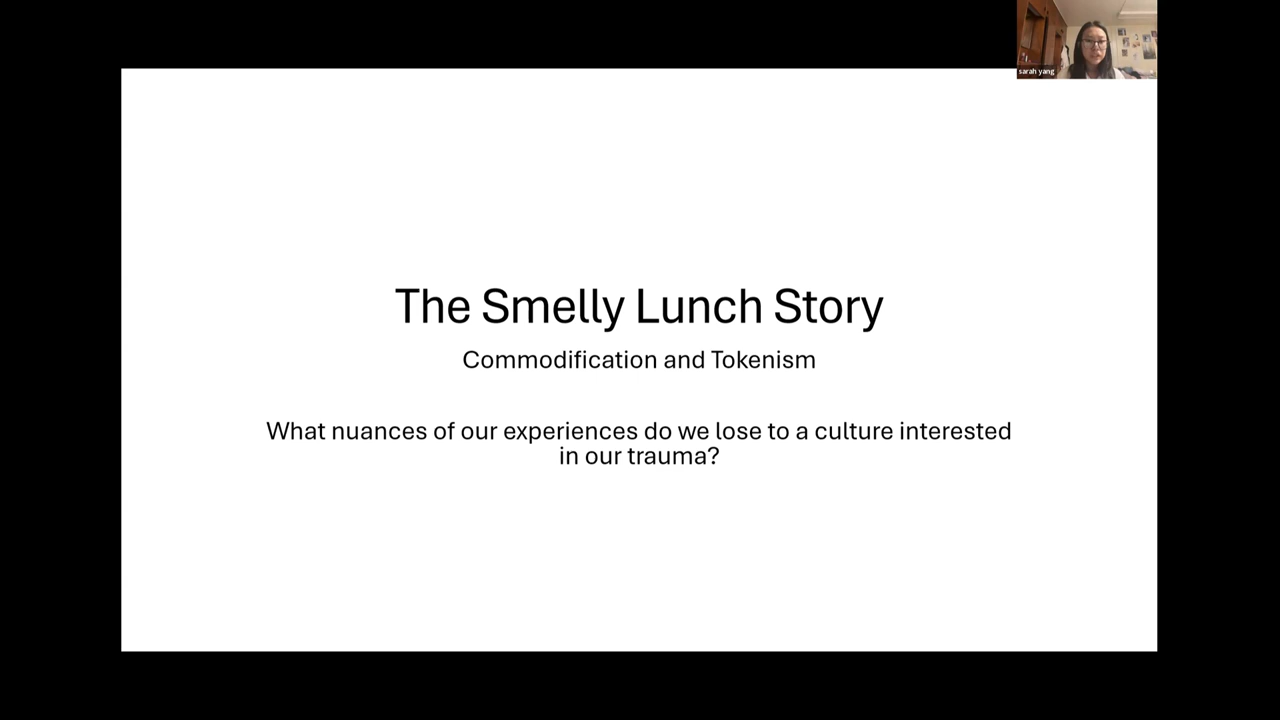 sarah yang
The Smelly Lunch Story
Commodification and Tokenism
What nuances of our experiences do we lose to a culture interested
in our trauma?